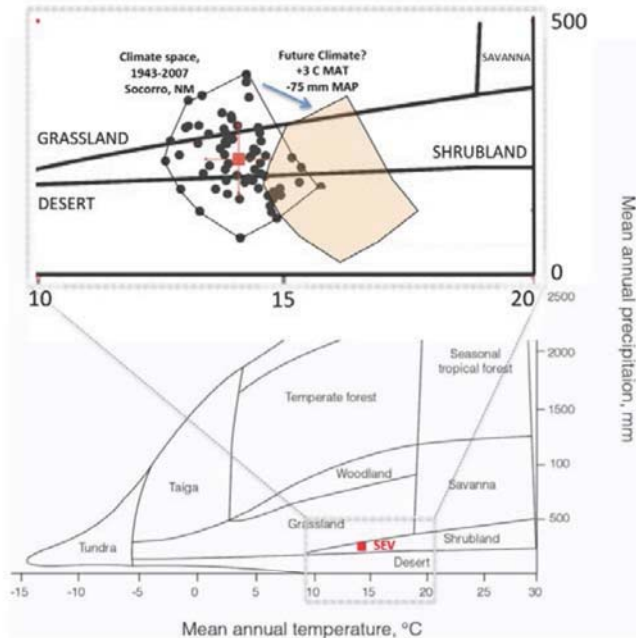 500
Climate space,
1943-2007
Socorro, NM
Future Climate?
+3 C MAT
-75 mm MAP
SAVANNA
GRASSLAND
SHRUBLAND
DESERT
0
10
15
20
2500
Seasonal
tropical forest
2000
Temperate forest
1500
Woodland
100
Taiga
Savanna
Grassland
500
Tundra
SEV
Shrubland
Desert
-15
-10
-5
0
5
10
15
20
25
30
Mean annual temperature, °C
Mean annual precipitaion, mm